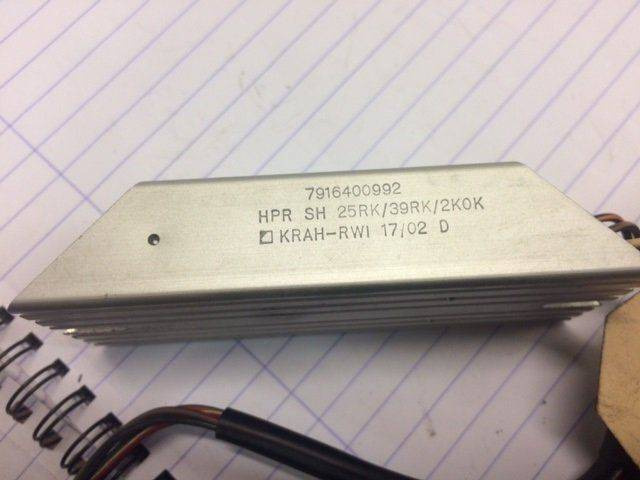 7916400992
HPR SH 25RK/39RK/2K0K
KRAH-RWI 17/02 D